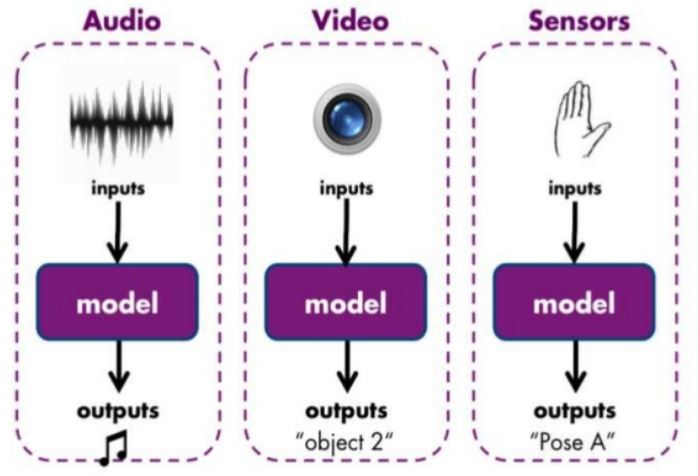 Audio
inputs
model
outputs
Video
inputs
model
outputs
“object 2“
Sensors
inputs
model
outputs
“Pose A”